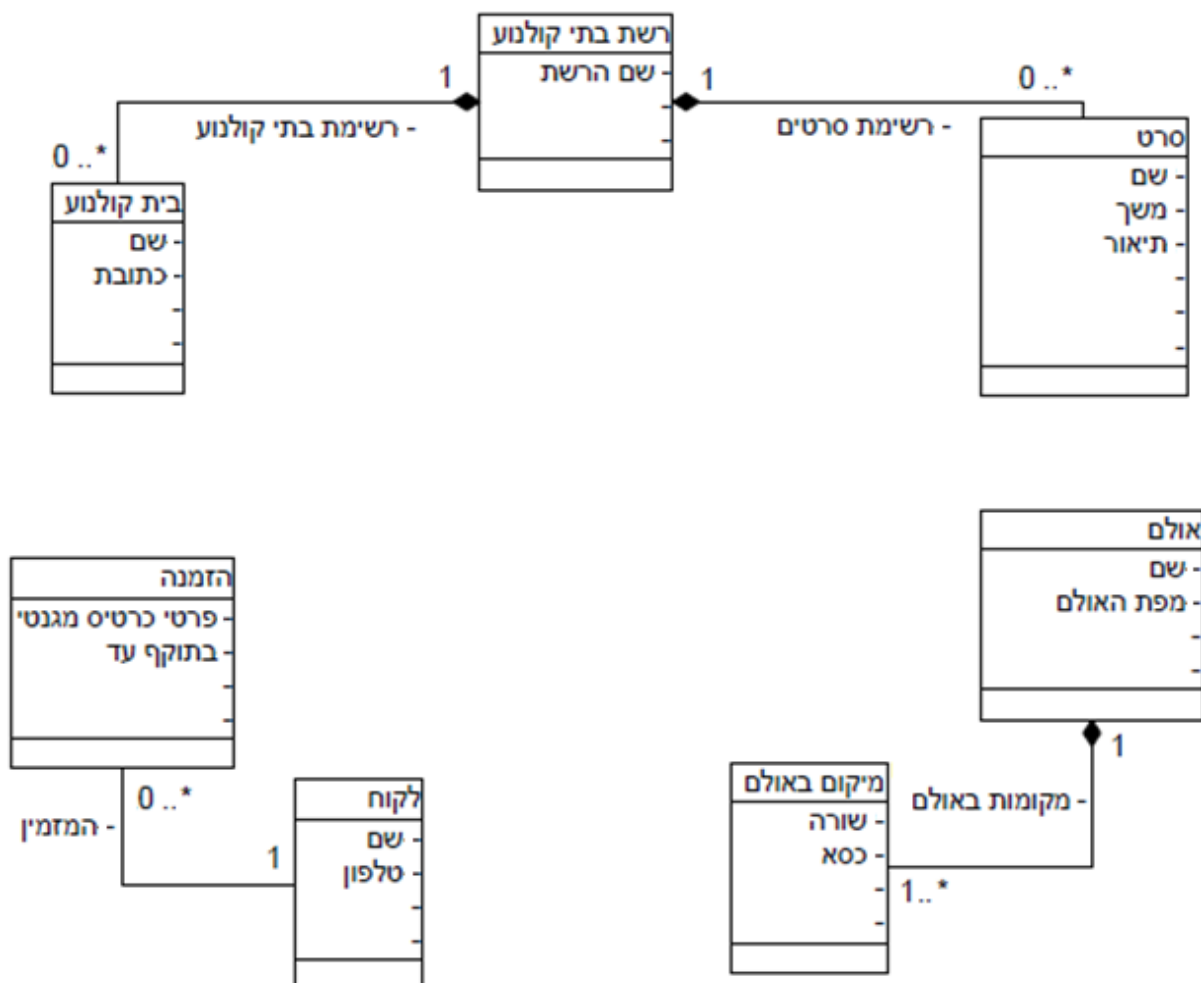 רשת בתי קולנוע
- שם הרשת
-
-
1
1
0 ..*
- רשימת בתי קולנוע
- רשימת סרטים
0 ..*
סרט
- שם
- משך
- תיאור
-
-
-
בית קולנוע
- שם
- כתובת
-
-
אולם
- שם
- מפת האולם
-
-
1
- מקומות באולם
1..*
מיקום באולם
- שורה
- כסא
-
-
הזמנה
- פרטי כרטיס מגנטי
- בתוקף עד
-
-
0 ..*
- המזמין
1
לקוח
- שם
- טלפון
-
-